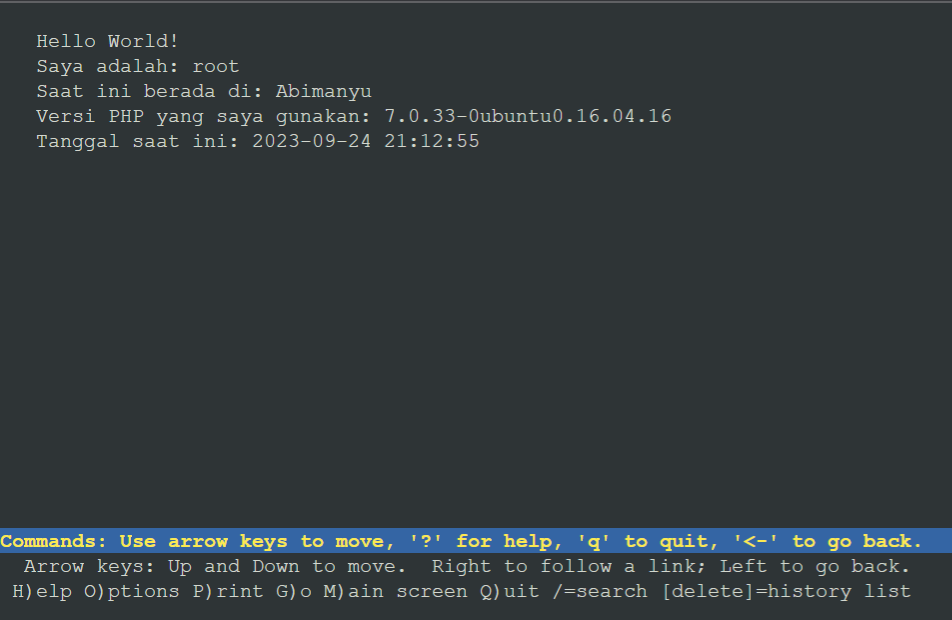 Hello World!
Saya adalah: root
Saat ini berada di: Abimanyu
Versi PHP yang saya gunakan: 7.0.33-0ubuntu0.16.04.16
Tanggal saat ini: 2023-09-24 21:12:55
Commands: Use arrow keys to move, '?' for help, 'q' to quit, '<-' to go back.
Arrow keys: Up and Down to move.  Right to follow a link; Left to go back.
H)elp O)ptions P)rint G)o M)ain screen Q)uit /=search [delete]=history list